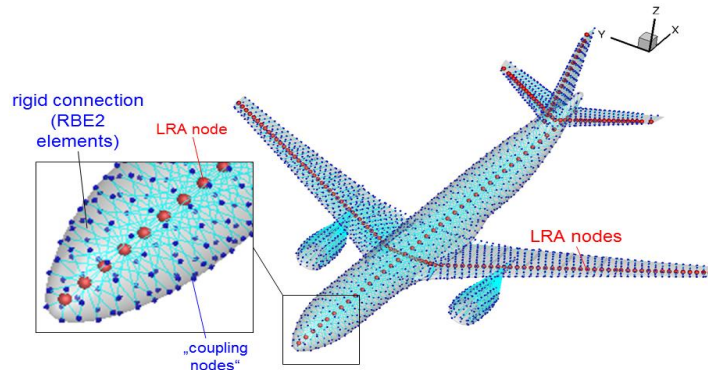 Z
Y
X
rigid connection
(RBE2
elements)
LRA node
LRA nodes
„coupling
nodes“